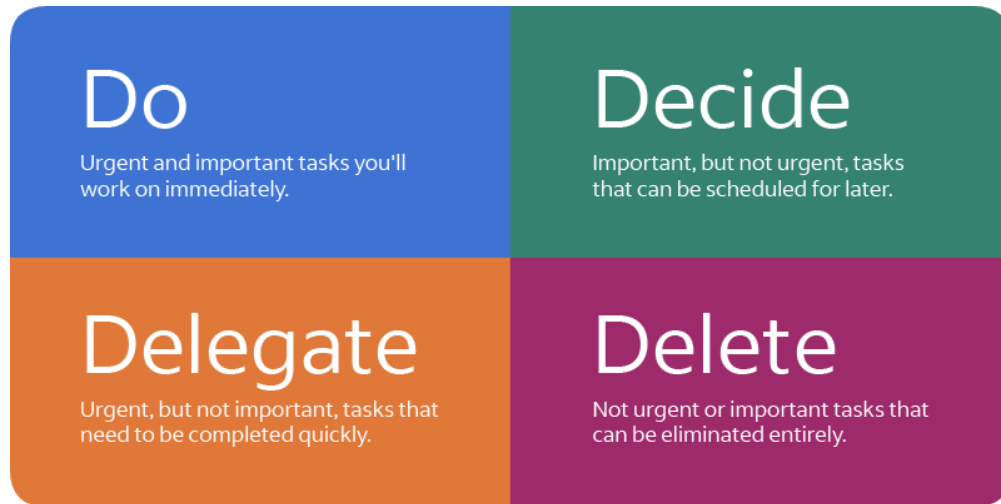 Do
Urgent and important tasks you'll
work on immediately.
Decide
Important, but not urgent, tasks
that can be scheduled for later.
Delegate
Urgent, but not important, tasks that
need to be completed quickly.
Delete
Not urgent or important tasks that
can be eliminated entirely.